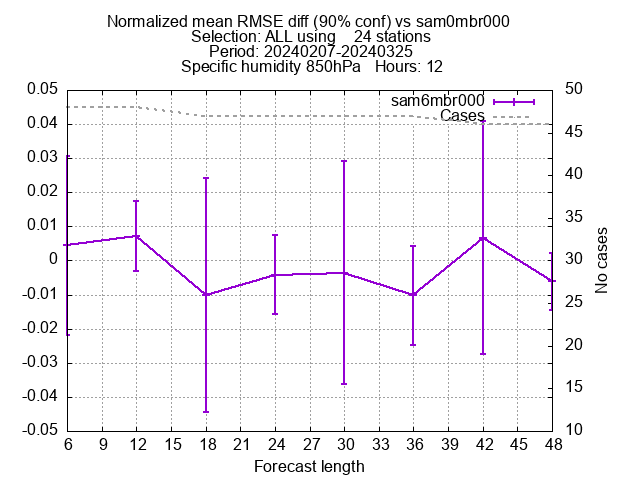 Normalized mean RMSE diff (90% conf) vs sam0mbr000
Selection: ALL using    24 stations
Period: 20240207-20240325
Specific humidity 850hPa   Hours: 12
sam6mbr000
Cases
0.05
0.04
0.03
0.02
0.01
0
-0.01
-0.02
-0.03
-0.04
-0.05
50
45
40
35
30
25
20
15
10
No cases
6 9 12 15 18 21 24 27 30 33 36 39 42 45 48
Forecast length